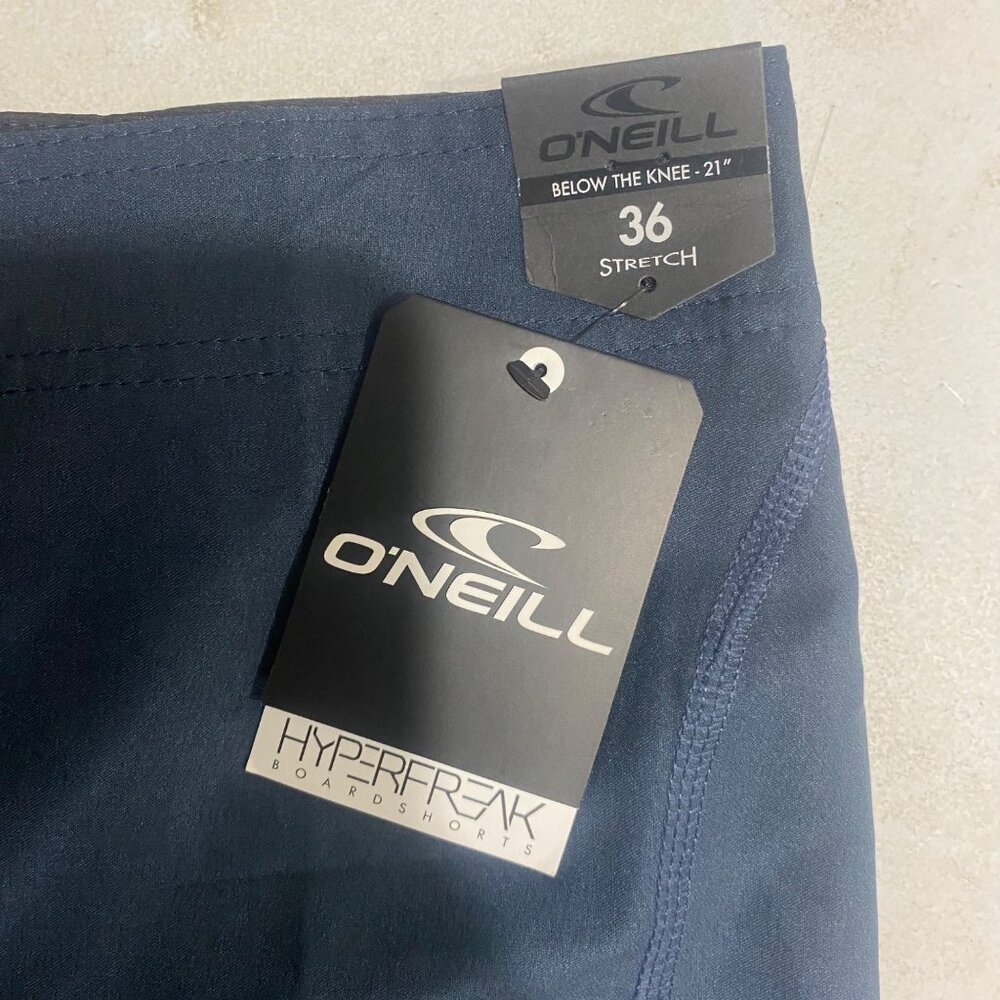 O'NEILL
BELOW THE KNEE - 21"
36
STRETCH
O'NEILL
HYPERFREAK
BOARDSHORTS